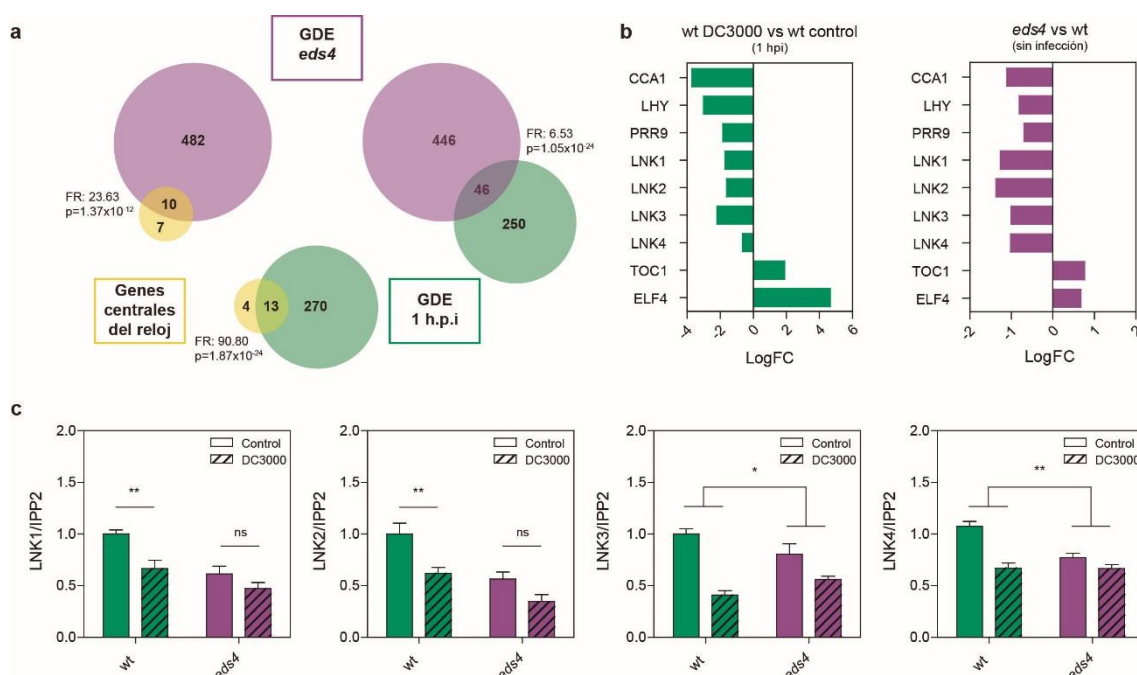 a
GDE
eds4
482
446
FR: 6.53
p=1.05x10-24
46
FR: 23.63
p=1.37x10-12
10
7
250
Genes
centrales
del reloj
4
13
270
GDE
1 h.p.i
FR: 90.80
p=1.87x10-24
b
wt DC3000 vs wt control
(1 hpi)
CCA1
LHY
PRR9
LNK1
LNK2
LNK3
LNK4
TOC1
ELF4
-4 -2 0 2 4 6
LogFC
eds4 vs wt
(sin infección)
CCA1
LHY
PRR9
LNK1
LNK2
LNK3
LNK4
TOC1
ELF4
-2 -1 0 1 2
LogFC
c
LNK1/IPP2
2.0
1.5
1.0
0.5
0.0
Control
DC3000
**
ns
wt
eds4
LNK2/IPP2
2.0
1.5
1.0
0.5
0.0
Control
DC3000
**
ns
wt
eds4
LNK3/IPP2
2.0
1.5
1.0
0.5
0.0
Control
DC3000
*
wt
eds4
LNK4/IPP2
2.0
1.5
1.0
0.5
0.0
Control
DC3000
**
wt
eds4